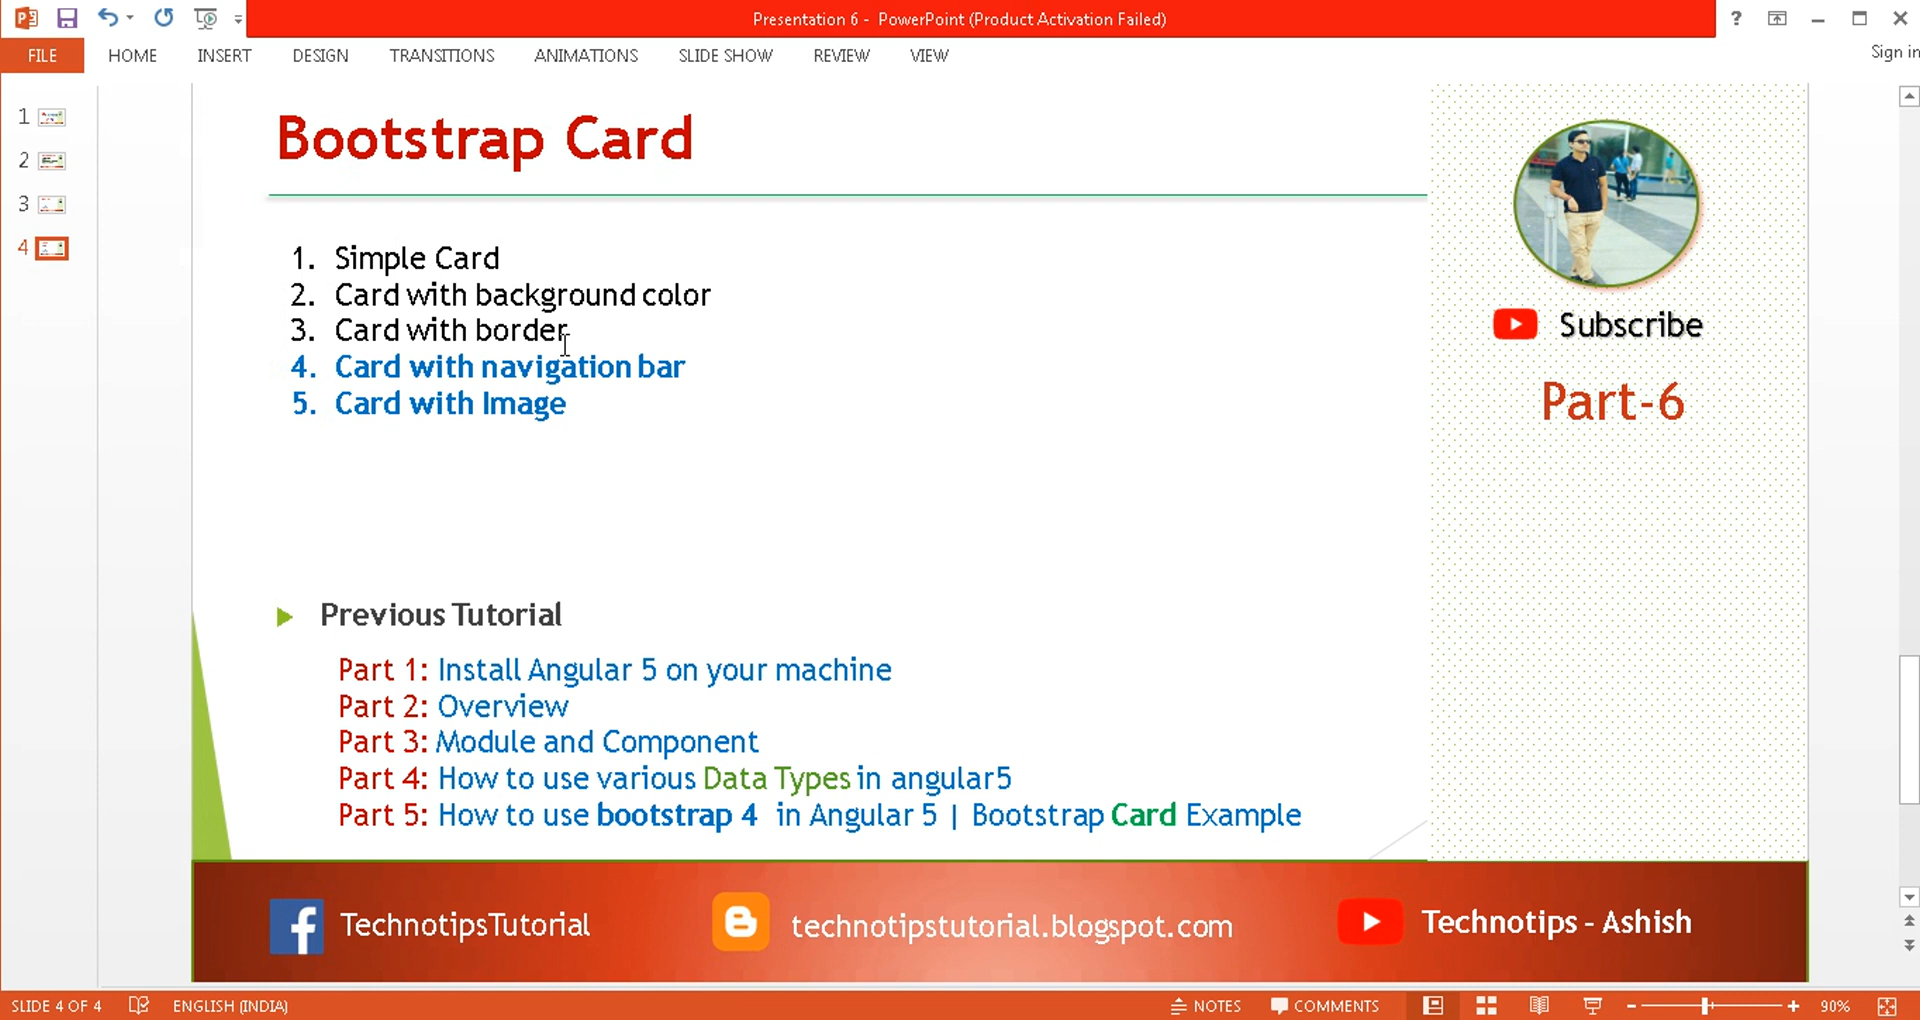 Presentation 6 - PowerPoint (Product Activation Failed)
?
FILE HOME INSERT DESIGN TRANSITIONS ANIMATIONS SLIDE SHOW REVIEW VIEW
Sign in
1
2
3
4
Bootstrap Card
1. Simple Card
2. Card with background color
3. Card with border
4. Card with navigation bar
5. Card with Image
Subscribe
Part-6
Previous Tutorial
Part 1: Install Angular 5 on your machine
Part 2: Overview
Part 3: Module and Component
Part 4: How to use various Data Types in angular5
Part 5: How to use bootstrap 4 in Angular 5 | Bootstrap Card Example
TechnotipsTutorial
technotipstutorial.blogspot.com
Technotips - Ashish
SLIDE 4 OF 4 ENGLISH (INDIA) NOTES COMMENTS 90%